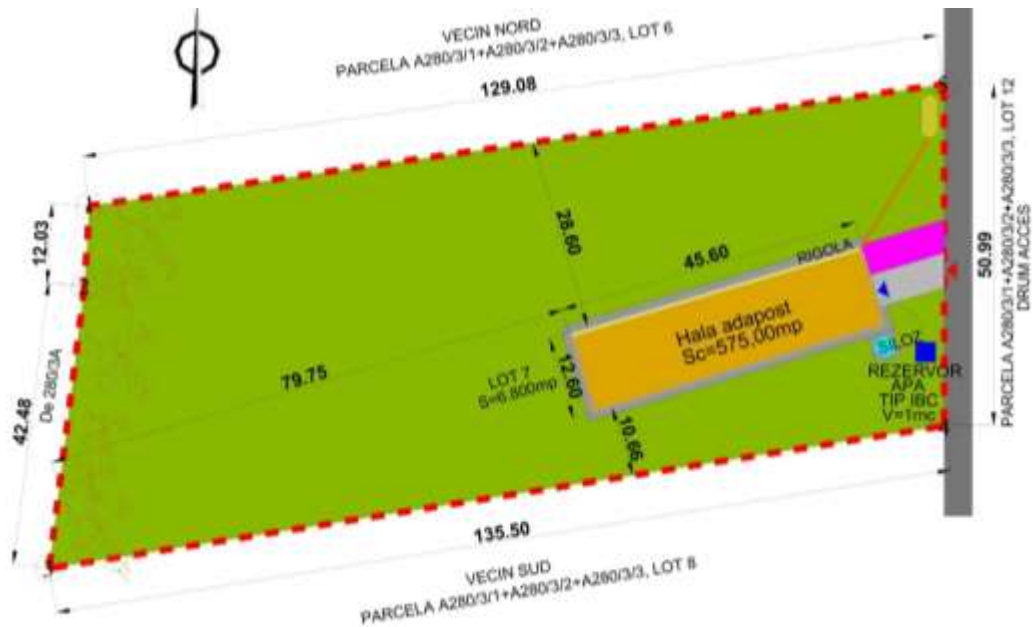 VECIN NORD
PARCELA A280/3/1+A280/3/2+A280/3/3, LOT 6
129.08
12.03
De 280/3A
42.48
28.60
45.60
RIGOLA
Hala adapost
Sc=575.00mp
79.75
LOT 7
S=6.800mp
12.60
10.66
SILOZ
REZERVOR
APA
TIP IBC
V=1mc
50.99
PARCELA A280/3/1+A280/3/2+A280/3/3, LOT 12
DRUM ACCES
135.50
VECIN SUD
PARCELA A280/3/1+A280/3/2+A280/3/3, LOT 8